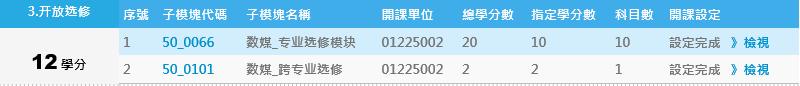 3.开放选修
12 學分
序號 子模塊代碼 子模塊名稱 開課單位 總學分數 指定學分數 科目數 開課設定
1 50_0066 数媒_专业选修模块 01225002 20 10 10 設定完成 》檢視
2 50_0101 数媒_跨专业选修 01225002 2 2 1 設定完成 》檢視